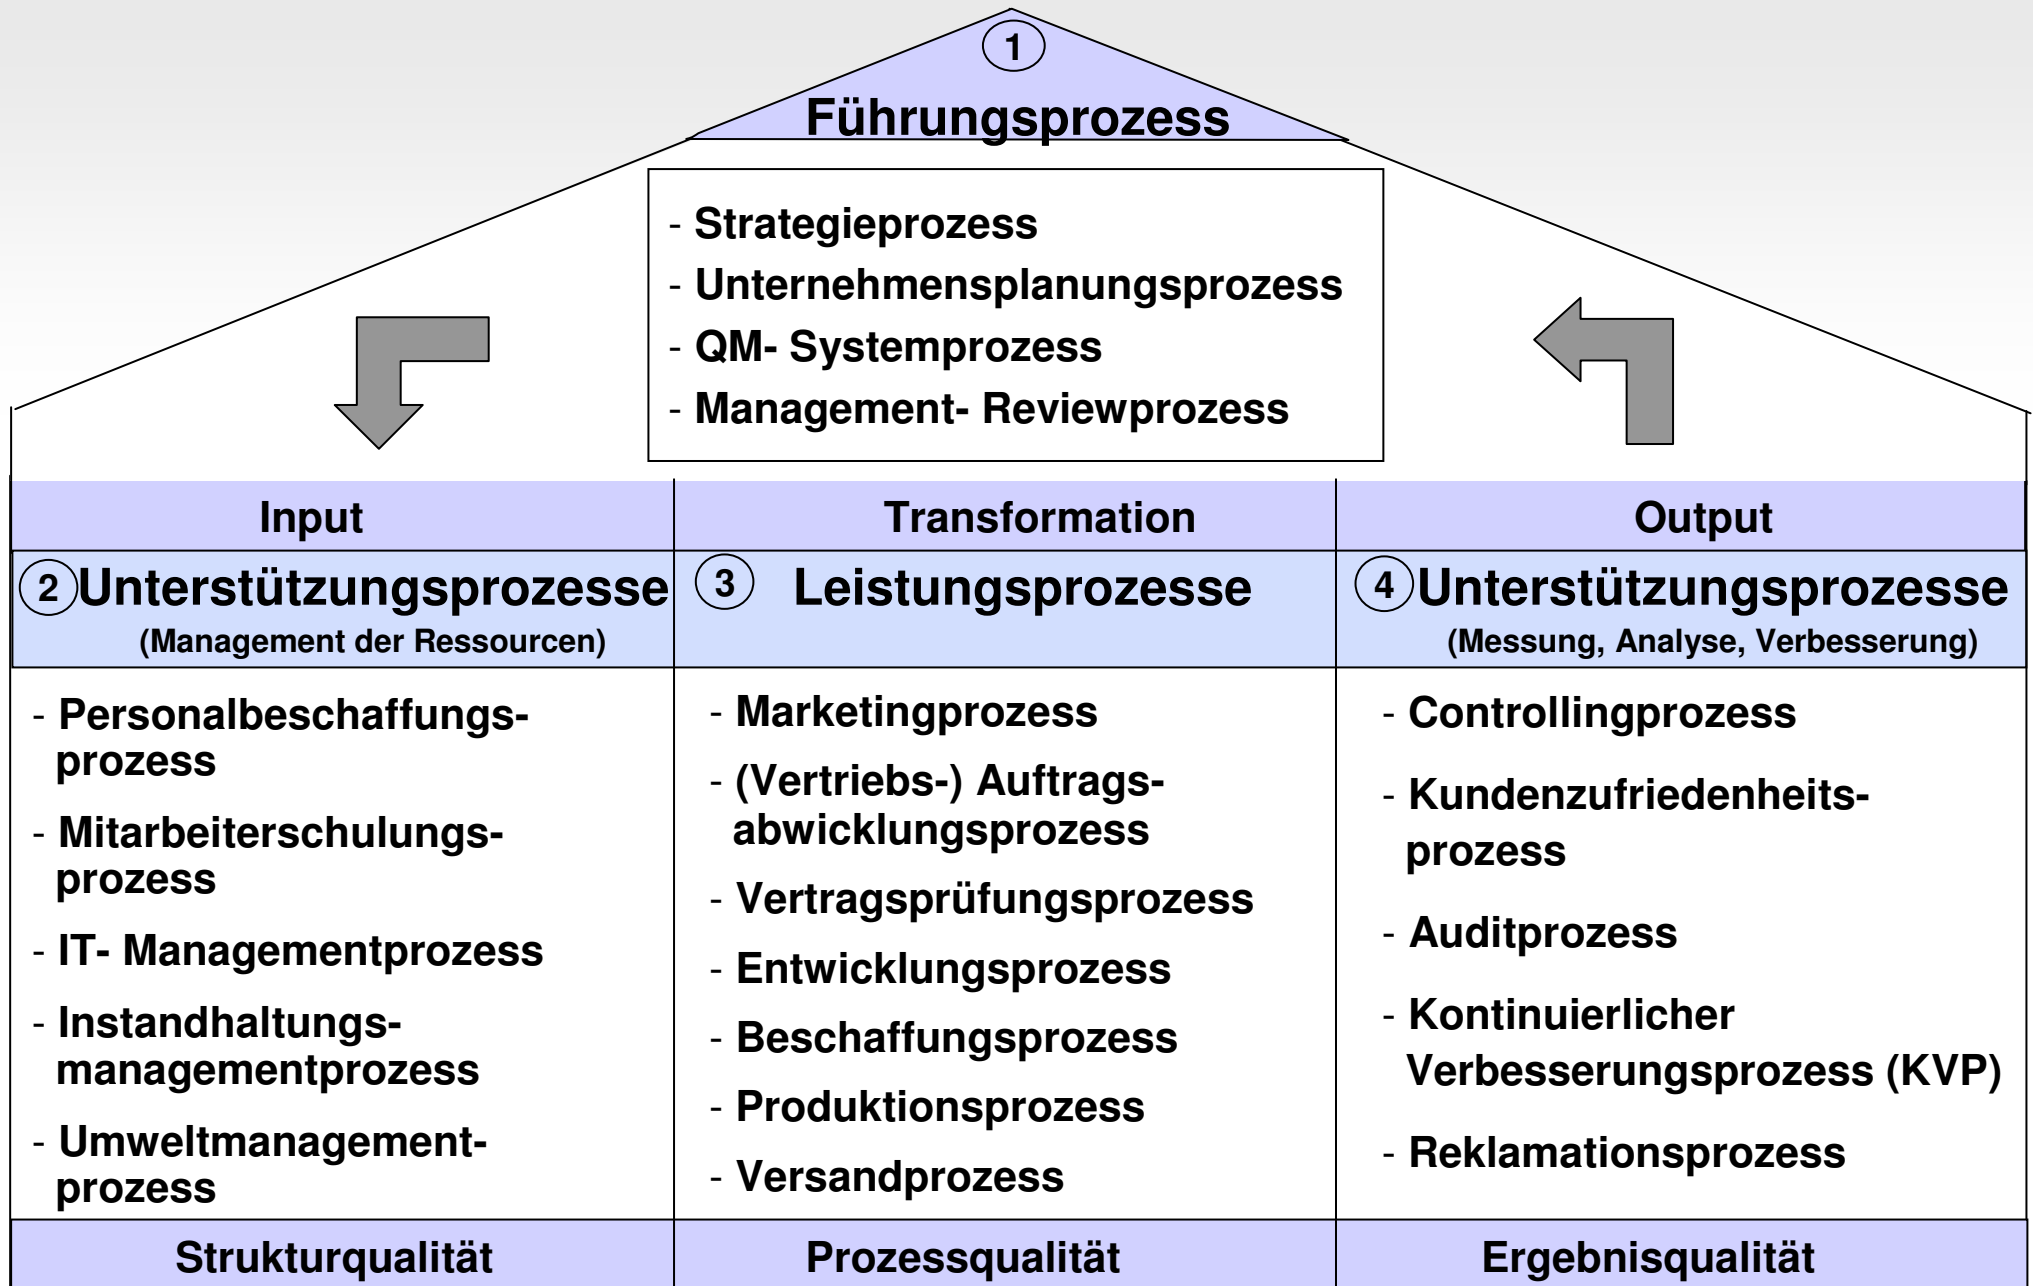 1
Führungsprozess
- Strategieprozess
- Unternehmensplanungsprozess
- QM- Systemprozess
- Management- Reviewprozess
Input
2 Unterstützungsprozesse
(Management der Ressourcen)
- Personalbeschaffungs-
prozess
- Mitarbeiterschulungs-
prozess
- IT- Managementprozess
- Instandhaltungs-
managementprozess
- Umweltmanagement-
prozess
Strukturqualität
Transformation
3 Leistungsprozesse
- Marketingprozess
- (Vertriebs-) Auftrags-
abwicklungsprozess
- Vertragsprüfungsprozess
- Entwicklungsprozess
- Beschaffungsprozess
- Produktionsprozess
- Versandprozess
Prozessqualität
Output
4 Unterstützungsprozesse
(Messung, Analyse, Verbesserung)
- Controllingprozess
- Kundenzufriedenheits-
prozess
- Auditprozess
- Kontinuierlicher
Verbesserungsprozess (KVP)
- Reklamationsprozess
Ergebnisqualität